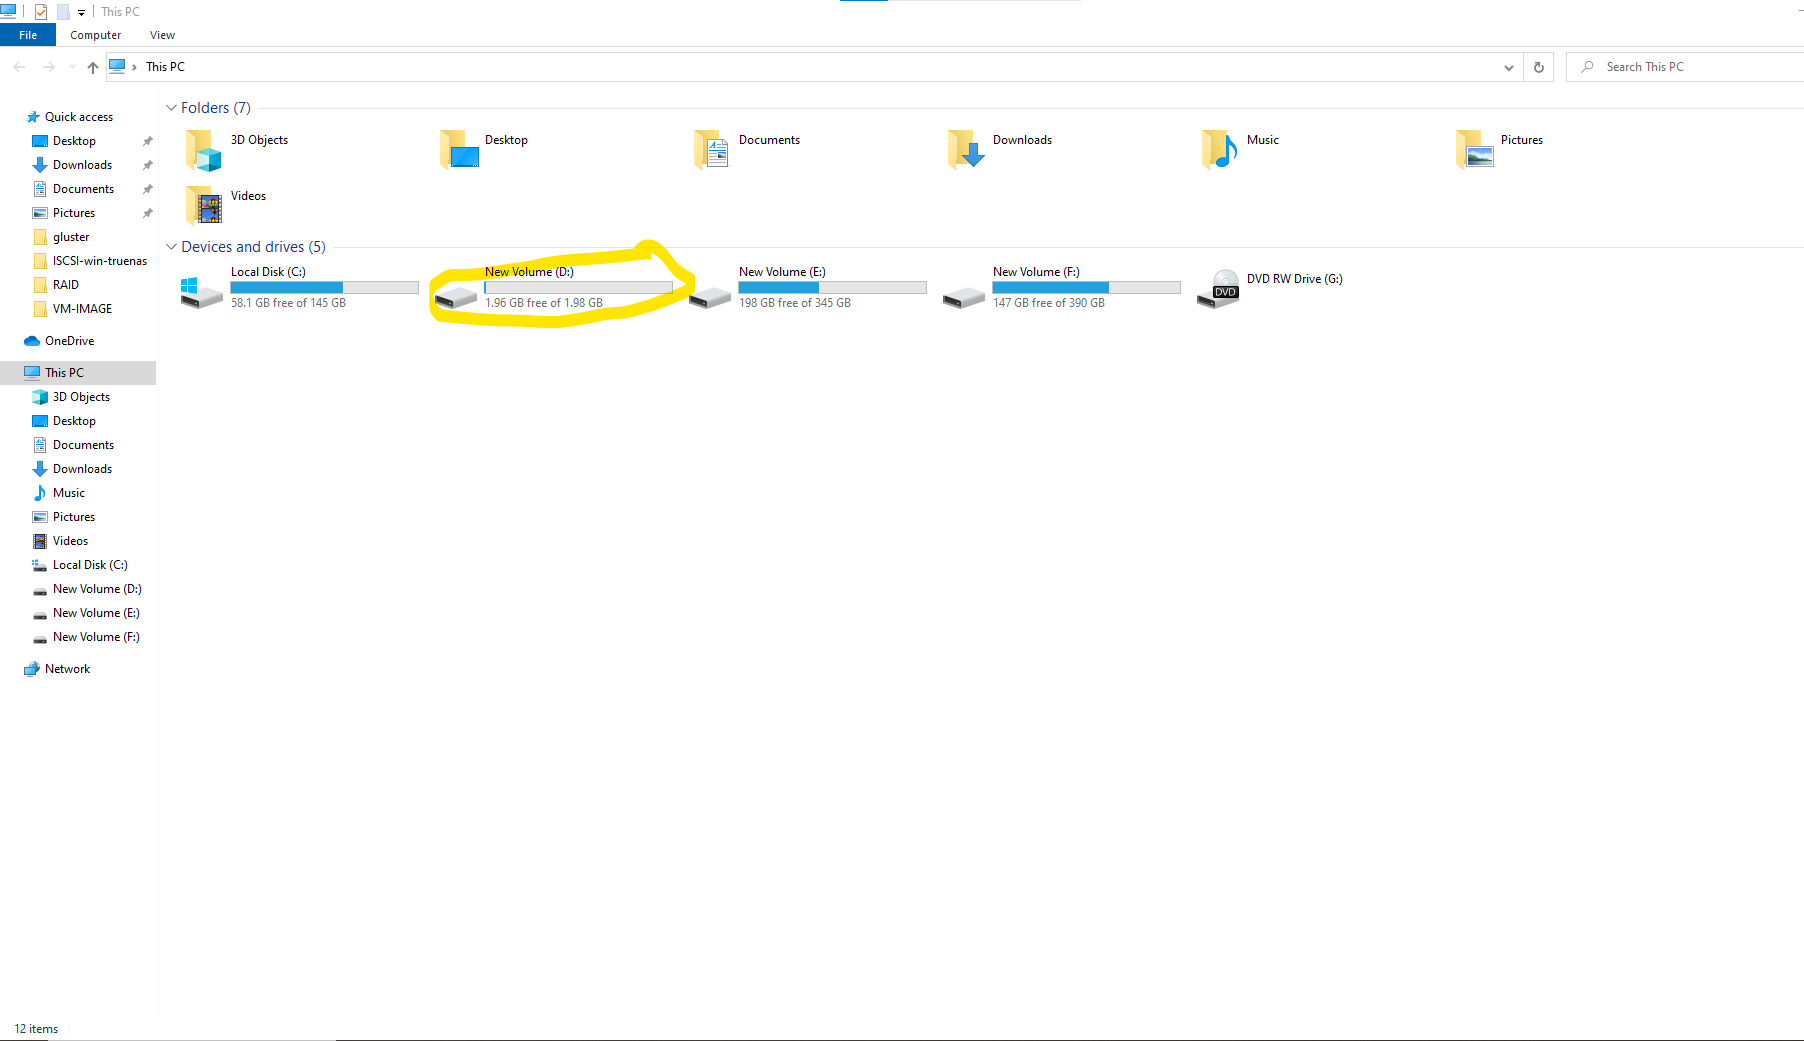 This PC
File Computer View
This PC
Search This PC
Quick access
Desktop
Downloads
Documents
Pictures
gluster
ISCSI-win-truenas
RAID
VM-IMAGE
OneDrive
This PC
3D Objects
Desktop
Documents
Downloads
Music
Pictures
Videos
Local Disk (C:)
New Volume (D:)
New Volume (E:)
New Volume (F:)
Network
Folders (7)
3D Objects
Desktop
Documents
Downloads
Music
Pictures
Videos
Devices and drives (5)
Local Disk (C:)
58.1 GB free of 145 GB
New Volume (D:)
1.96 GB free of 1.98 GB
New Volume (E:)
198 GB free of 345 GB
New Volume (F:)
147 GB free of 390 GB
DVD RW Drive (G:)
DVD
12 items